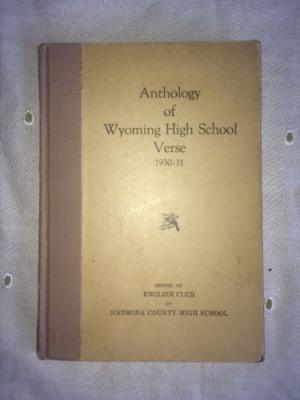 Anthology
of
Wyoming High School
Verse
1930-31
EDITED BY
ENGLISH CLUB
OF
NATRONA COUNTY HIGH SCHOOL